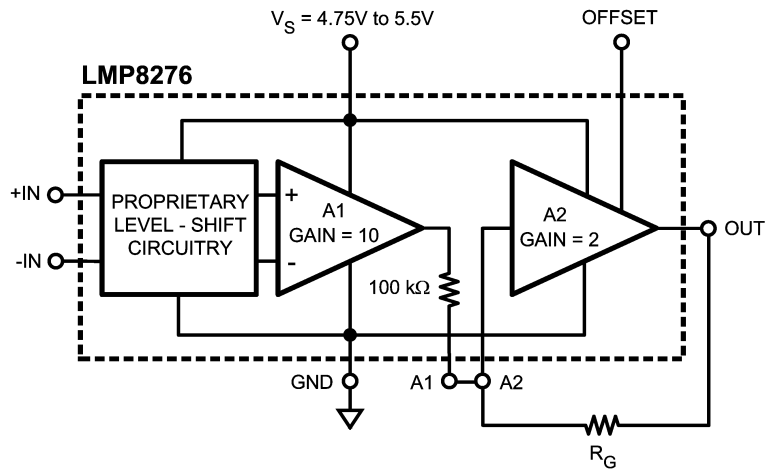 V_S = 4.75V to 5.5V
OFFSET
LMP8276
+IN
-IN
PROPRIETARY
LEVEL - SHIFT
CIRCUITRY
+
-
A1
GAIN = 10
A2
GAIN = 2
OUT
100 kΩ
GND
A1
A2
R_G